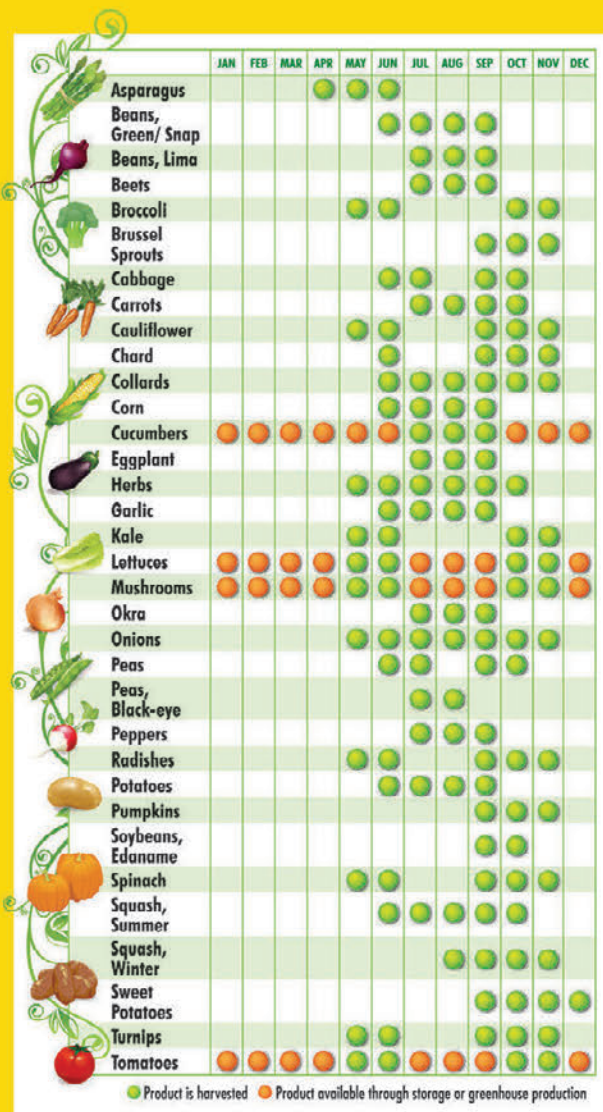 JAN FEB MAR APR MAY JUN JUL AUG SEP OCT NOV DEC
Asparagus
Beans,
Green/ Snap
Beans, Lima
Beets
Broccoli
Brussel
Sprouts
Cabbage
Carrots
Cauliflower
Chard
Collards
Corn
Cucumbers
Eggplant
Herbs
Garlic
Kale
Lettuces
Mushrooms
Okra
Onions
Peas
Peas,
Black-eye
Peppers
Radishes
Potatoes
Pumpkins
Soybeans,
Edaname
Spinach
Squash,
Summer
Squash,
Winter
Sweet
Potatoes
Turnips
Tomatoes
Product is harvested Product available through storage or greenhouse production